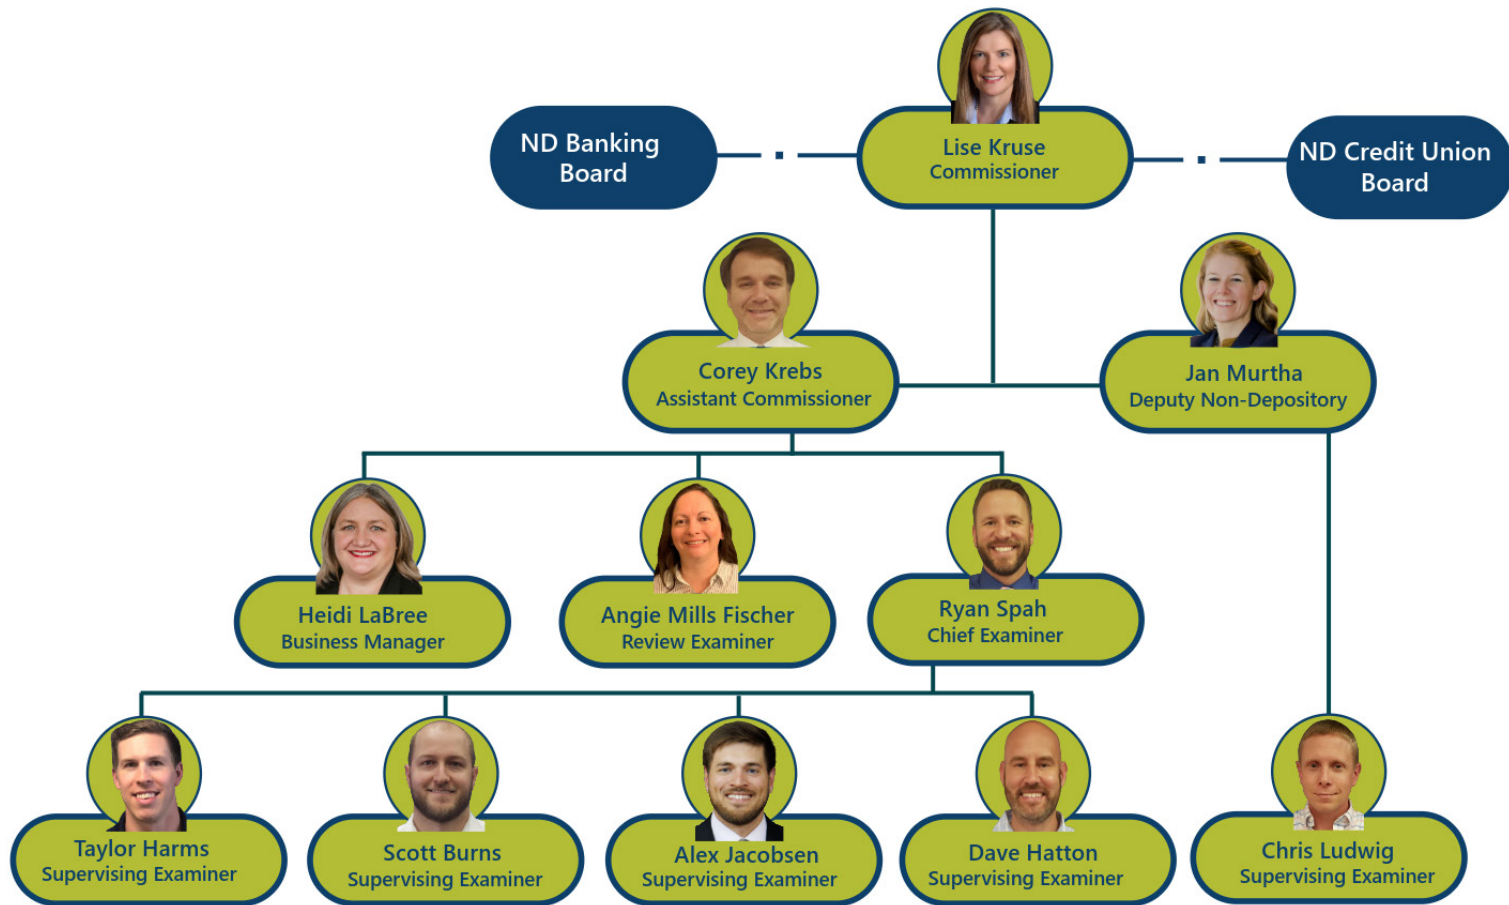 ND Banking
Board
Lise Kruse
Commissioner
ND Credit Union
Board
Corey Krebs
Assistant Commissioner
Jan Murtha
Deputy Non-Depository
Heidi LaBree
Business Manager
Angie Mills Fischer
Review Examiner
Ryan Spah
Chief Examiner
Taylor Harms
Supervising Examiner
Scott Burns
Supervising Examiner
Alex Jacobsen
Supervising Examiner
Dave Hatton
Supervising Examiner
Chris Ludwig
Supervising Examiner